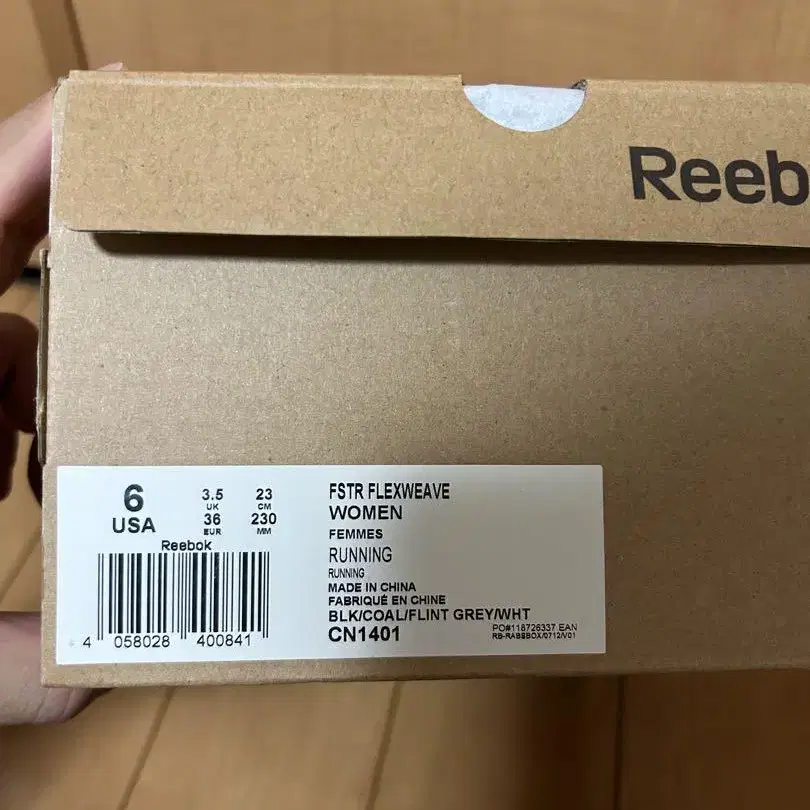 Reeb
6
USA
3.5
UK
36
EUR
23
CM
230
MM
Reebok
4 058028 400841
FSTR FLEXWEAVE
WOMEN
FEMMES
RUNNING
RUNNING
MADE IN CHINA
FABRIQUÉ EN CHINE
BLK/COAL/FLINT GREY/WHT
CN1401
PO#118726337 EAN
RB-RABSBOX/0712/V01